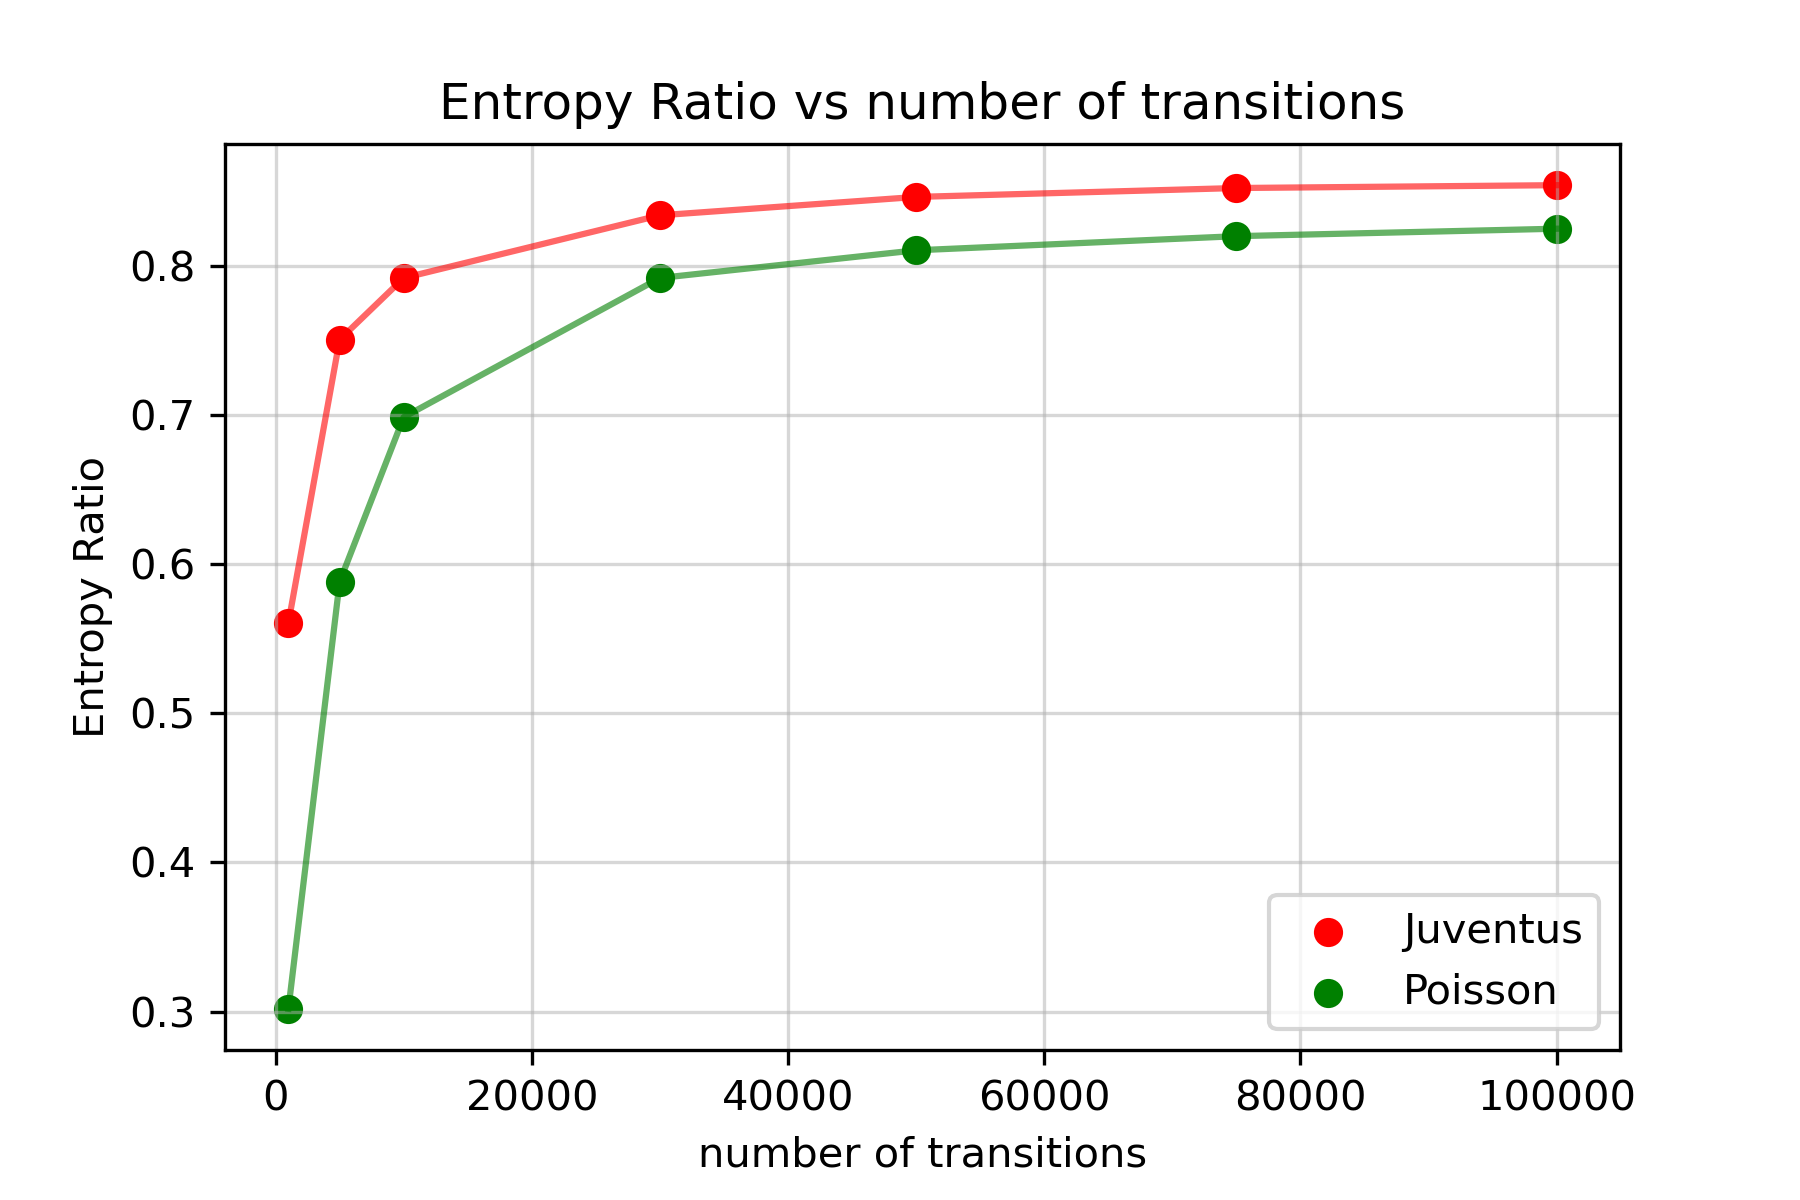 Entropy Ratio vs number of transitions
Entropy Ratio
0.8
0.7
0.6
0.5
0.4
0.3
Juventus
Poisson
0 20000 40000 60000 80000 100000
number of transitions